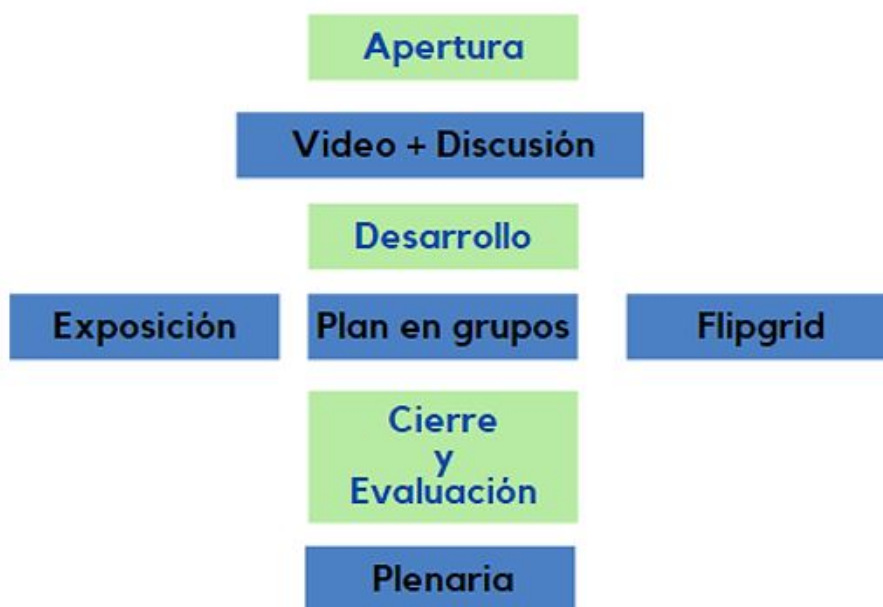 Apertura
Video + Discusión
Desarrollo
Exposición
Plan en grupos
Flipgrid
Cierre
y
Evaluación
Plenaria